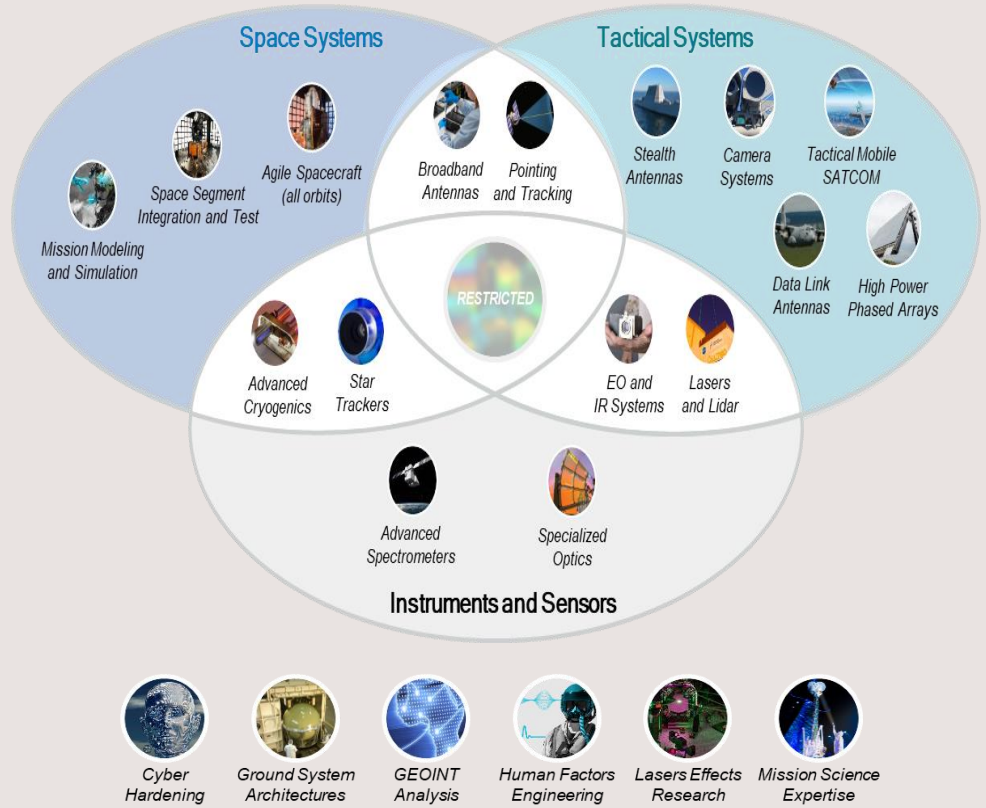 Space Systems
Tactical Systems
Broadband
Antennas
Pointing
and Tracking
Stealth
Antennas
Camera
Systems
Tactical Mobile
SATCOM
Agile Spacecraft
(all orbits)
Space Segment
Integration and Test
Mission Modeling
and Simulation
Data Link
Antennas
High Power
Phased Arrays
RESTRICTED
Advanced
Cryogenics
Star
Trackers
EO and
IR Systems
Lasers
and Lidar
Advanced
Spectrometers
Specialized
Optics
Instruments and Sensors
Cyber
Hardening
Ground System
Architectures
GEOINT
Analysis
Human Factors
Engineering
Lasers Effects
Research
Mission Science
Expertise